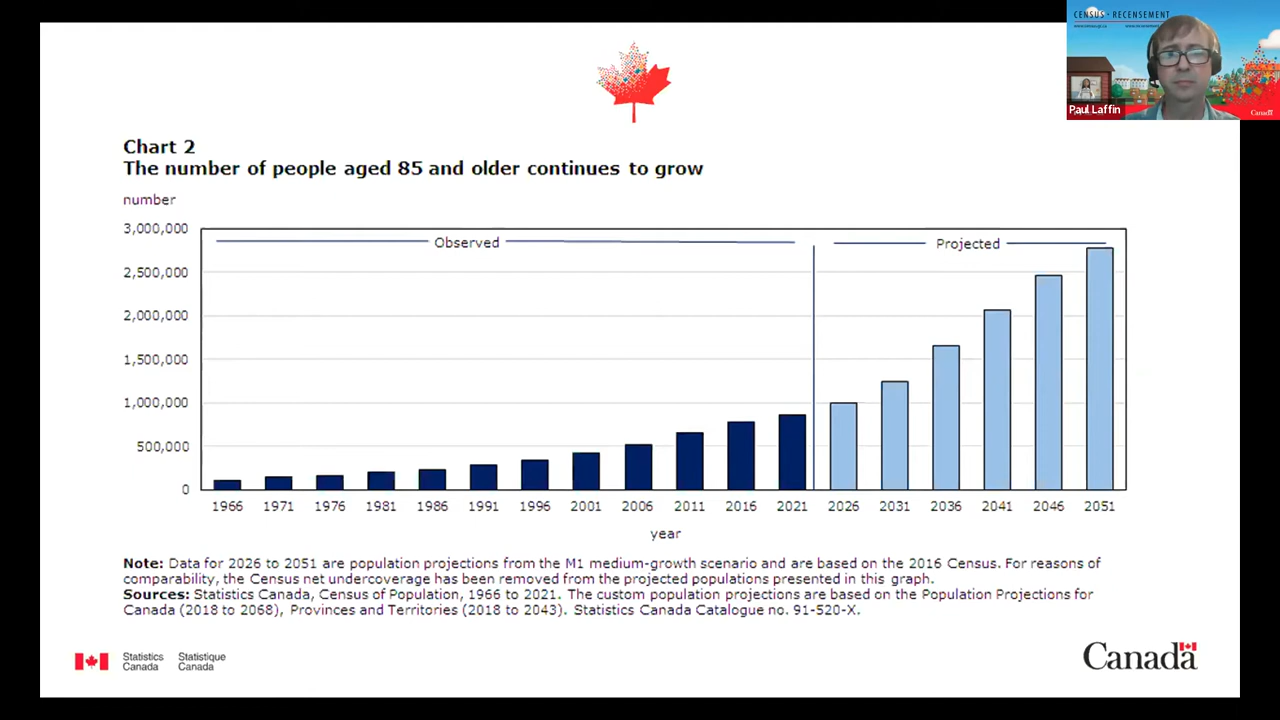 CENSUS • RECENSEMENT
Paul Laffin
Canada
Chart 2
The number of people aged 85 and older continues to grow
number
3,000,000
2,500,000
2,000,000
1,500,000
1,000,000
500,000
0
Observed
Projected
1966 1971 1976 1981 1986 1991 1996 2001 2006 2011 2016 2021 2026 2031 2036 2041 2046 2051
year
Note: Data for 2026 to 2051 are population projections from the M1 medium-growth scenario and are based on the 2016 Census. For reasons of
comparability, the Census net undercoverage has been removed from the projected populations presented in this graph.
Sources: Statistics Canada, Census of Population, 1966 to 2021. The custom population projections are based on the Population Projections for
Canada (2018 to 2068), Provinces and Territories (2018 to 2043). Statistics Canada Catalogue no. 91-520-X.
Statistics Statistique
Canada Canada
Canada